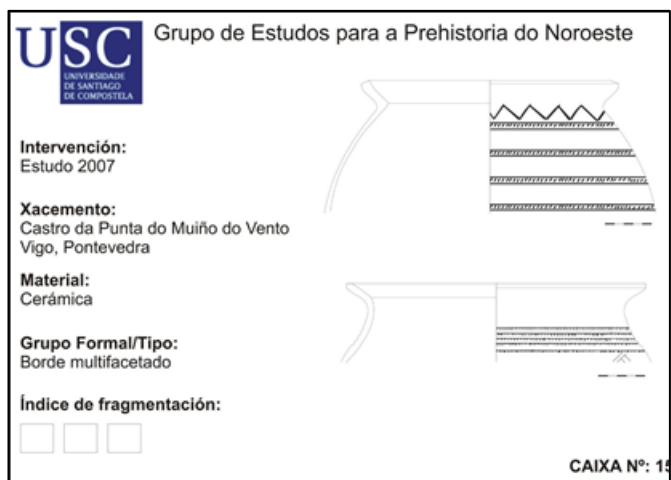 USC
UNIVERSIDADE
DE SANTIAGO
DE COMPOSTELA
Grupo de Estudos para a Prehistoria do Noroeste
Intervención:
Estudo 2007
Xacemento:
Castro da Punta do Muiño do Vento
Vigo, Pontevedra
Material:
Cerámica
Grupo Formal/Tipo:
Borde multifacetado
Índice de fragmentación:
CAIXA Nº: 15